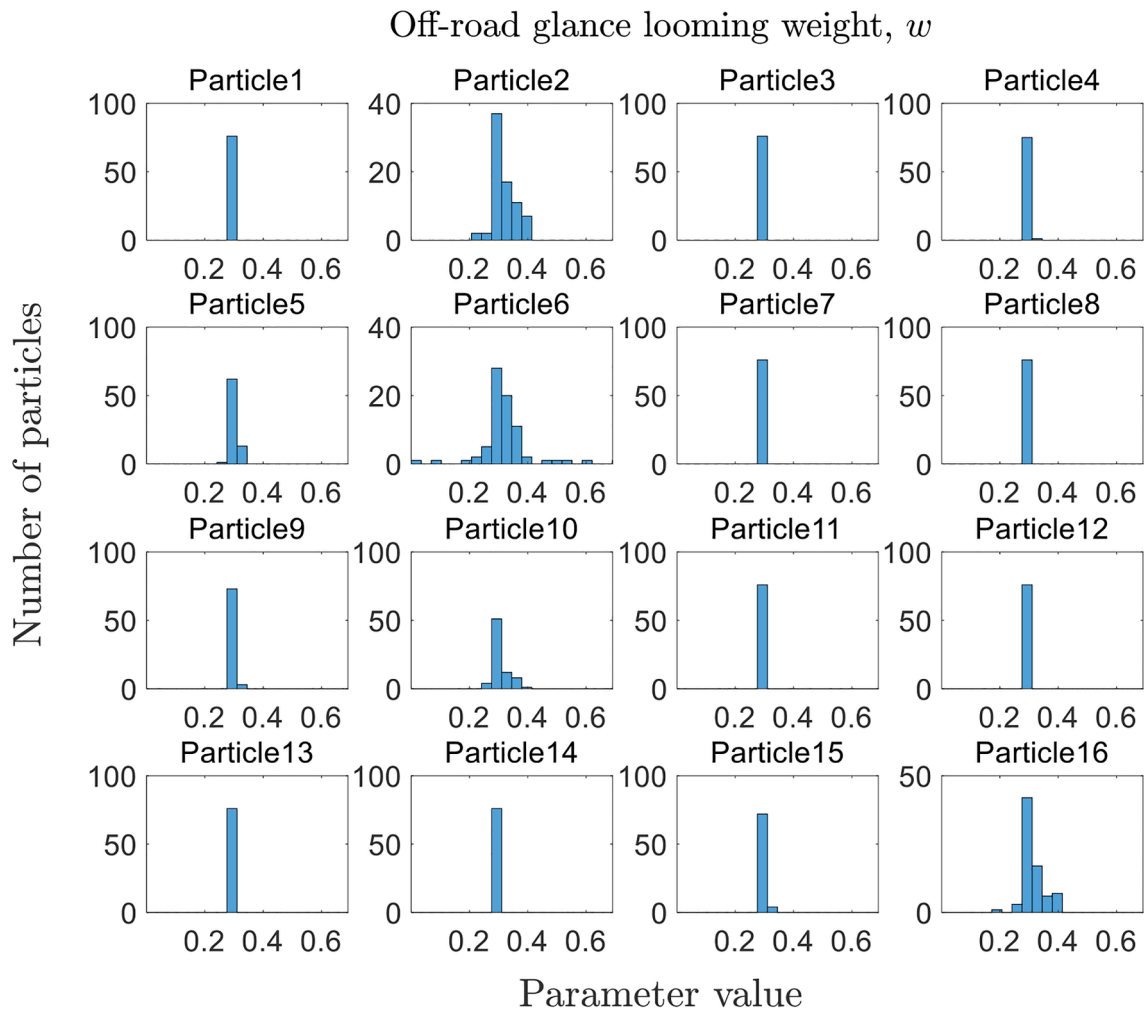 Off-road glance looming weight, w
Particle1 Particle2 Particle3 Particle4
100 40 100 100
50 20 50 50
0 0 0 0
0.2 0.4 0.6 0.2 0.4 0.6 0.2 0.4 0.6 0.2 0.4 0.6
Particle5 Particle6 Particle7 Particle8
100 40 100 100
50 20 50 50
0 0 0 0
0.2 0.4 0.6 0.2 0.4 0.6 0.2 0.4 0.6 0.2 0.4 0.6
Number of particles
Particle9 Particle10 Particle11 Particle12
100 100 100 100
50 50 50 50
0 0 0 0
0.2 0.4 0.6 0.2 0.4 0.6 0.2 0.4 0.6 0.2 0.4 0.6
Particle13 Particle14 Particle15 Particle16
100 100 100 50
50 50 50
0 0 0 0
0.2 0.4 0.6 0.2 0.4 0.6 0.2 0.4 0.6 0.2 0.4 0.6
Parameter value